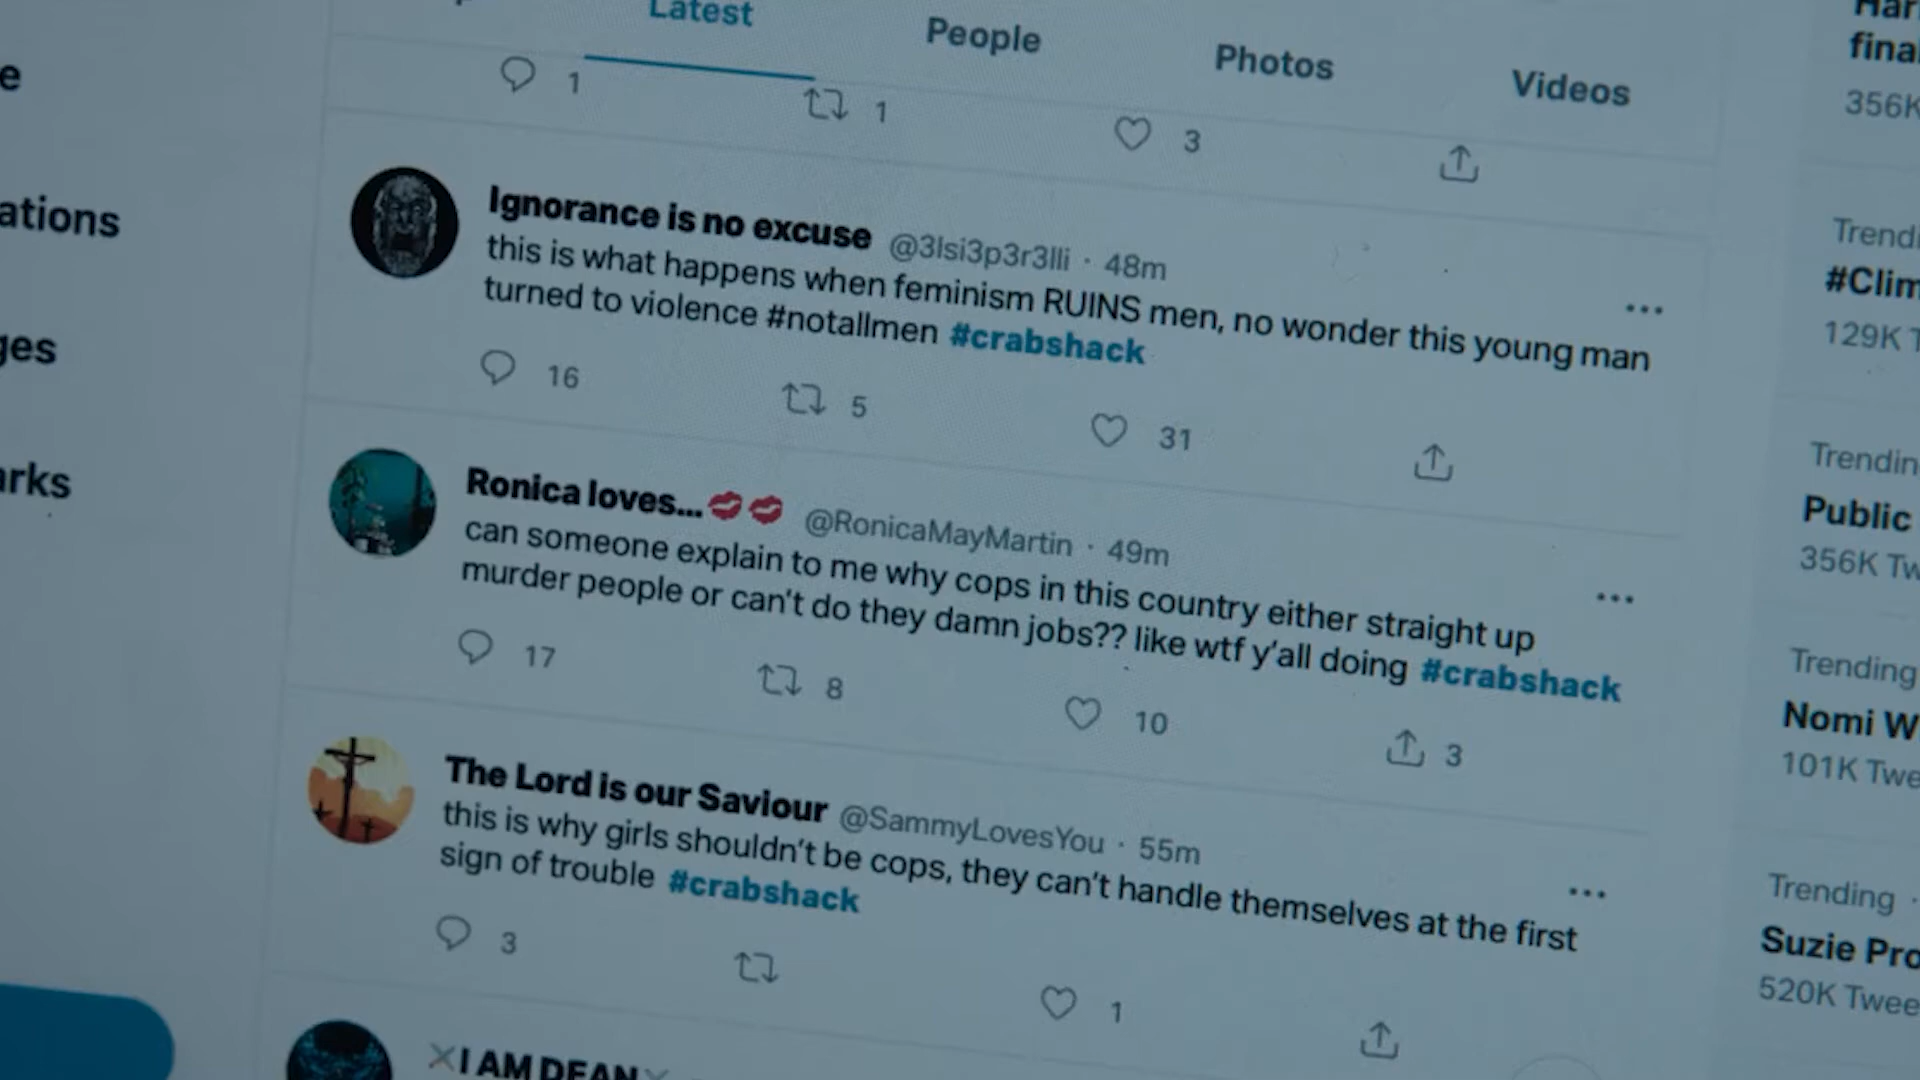 Latest
People
Photos
Videos
1
1
3
Ignorance is no excuse @3lsi3p3r3lli · 48m
this is what happens when feminism RUINS men, no wonder this young man
turned to violence #notallmen #crabshack
16
5
31
Ronica loves...💋💋 @RonicaMayMartin · 49m
can someone explain to me why cops in this country either straight up
murder people or can't do they damn jobs?? like wtf y'all doing #crabshack
17
8
10
3
The Lord is our Saviour @SammyLovesYou · 55m
this is why girls shouldn't be cops, they can't handle themselves at the first
sign of trouble #crabshack
3
1
I AM DEAN
e
ations
ges
arks
Har
fina
356K
Trendi
#Clim
129K T
Trendin
Public
356K Tw
Trending
Nomi W
101K Twe
Trending ·
Suzie Pro
520K Twee